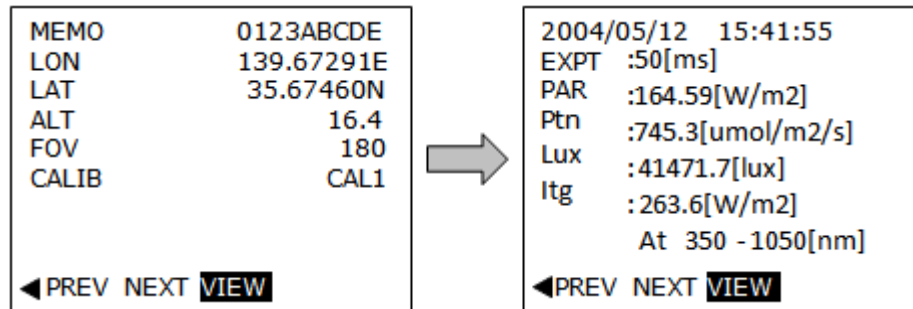 MEMO 0123ABCDE
LON 139.67291E
LAT 35.67460N
ALT 16.4
FOV 180
CALIB CAL1
◀PREV NEXT VIEW
2004/05/12 15:41:55
EXPT :50[ms]
PAR :164.59[W/m2]
Ptn :745.3[umol/m2/s]
Lux :41471.7[lux]
Itg :263.6[W/m2]
At 350 -1050[nm]
◀PREV NEXT VIEW